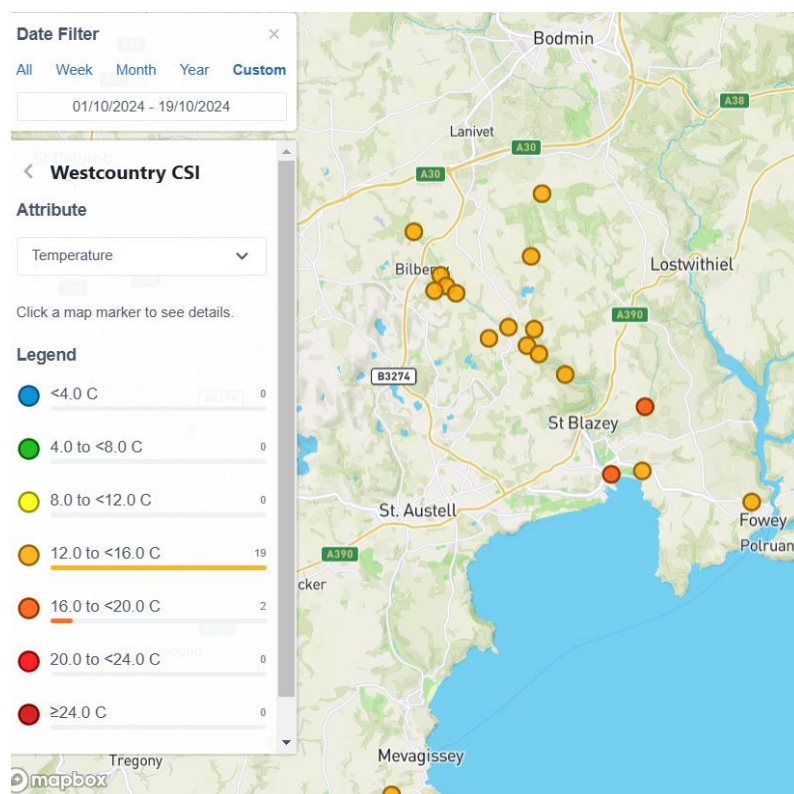 Date Filter ×
All Week Month Year Custom
01/10/2024 - 19/10/2024
Westcountry CSI
Attribute
Temperature
Click a map marker to see details.
Legend
<4.0 C 0
4.0 to <8.0 C 0
8.0 to <12.0 C 0
12.0 to <16.0 C 19
16.0 to <20.0 C 2
20.0 to <24.0 C 0
≥24.0 C 0
Bodmin
A38
Lanivet
A30
A30
Lostwithiel
A390
B3274
St Blazey
St. Austell
Fowey
Polruan
A390
cker
Mevagissey
Tregony
mapbox